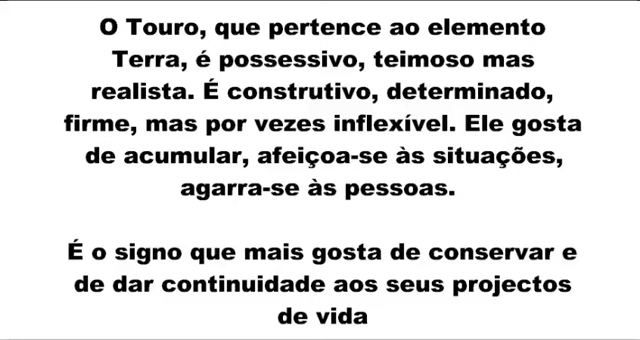 O Touro, que pertence ao elemento
Terra, é possessivo, teimoso mas
realista. É construtivo, determinado,
firme, mas por vezes inflexível. Ele gosta
de acumular, afeiçoa-se às situações,
agarra-se às pessoas.
É o signo que mais gosta de conservar e
de dar continuidade aos seus projectos
de vida